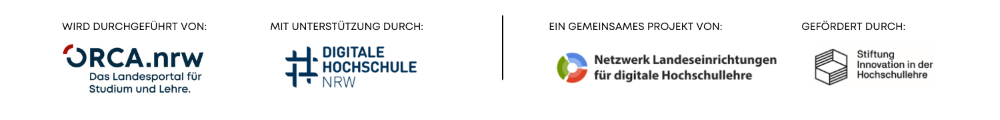 WIRD DURCHGEFÜHRT VON:
ORCA.nrw
Das Landesportal für
Studium und Lehre.
MIT UNTERSTÜTZUNG DURCH:
DIGITALE
HOCHSCHULE
NRW
EIN GEMEINSAMES PROJEKT VON:
Netzwerk Landeseinrichtungen
für digitale Hochschullehre
GEFÖRDERT DURCH:
Stiftung
Innovation in der
Hochschullehre